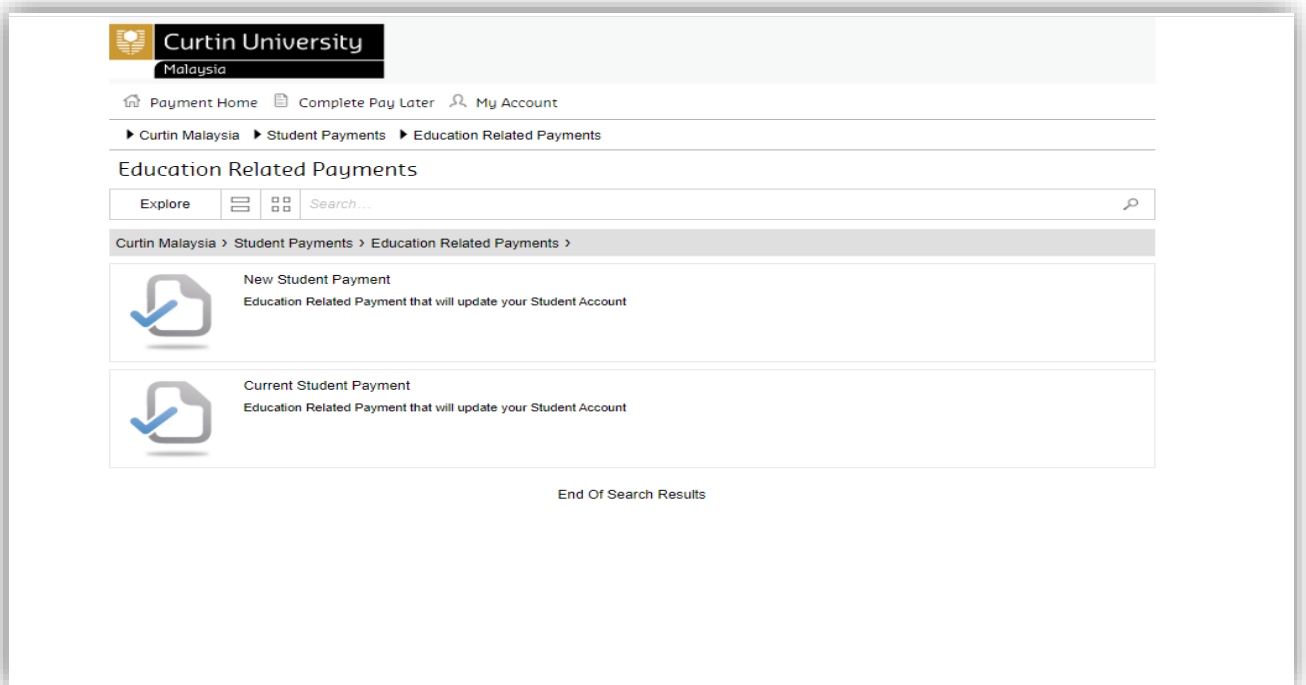 Curtin University
Malaysia
Payment Home Complete Pay Later My Account
Curtin Malaysia Student Payments Education Related Payments
Education Related Payments
Explore Search...
Curtin Malaysia > Student Payments > Education Related Payments >
New Student Payment
Education Related Payment that will update your Student Account
Current Student Payment
Education Related Payment that will update your Student Account
End Of Search Results